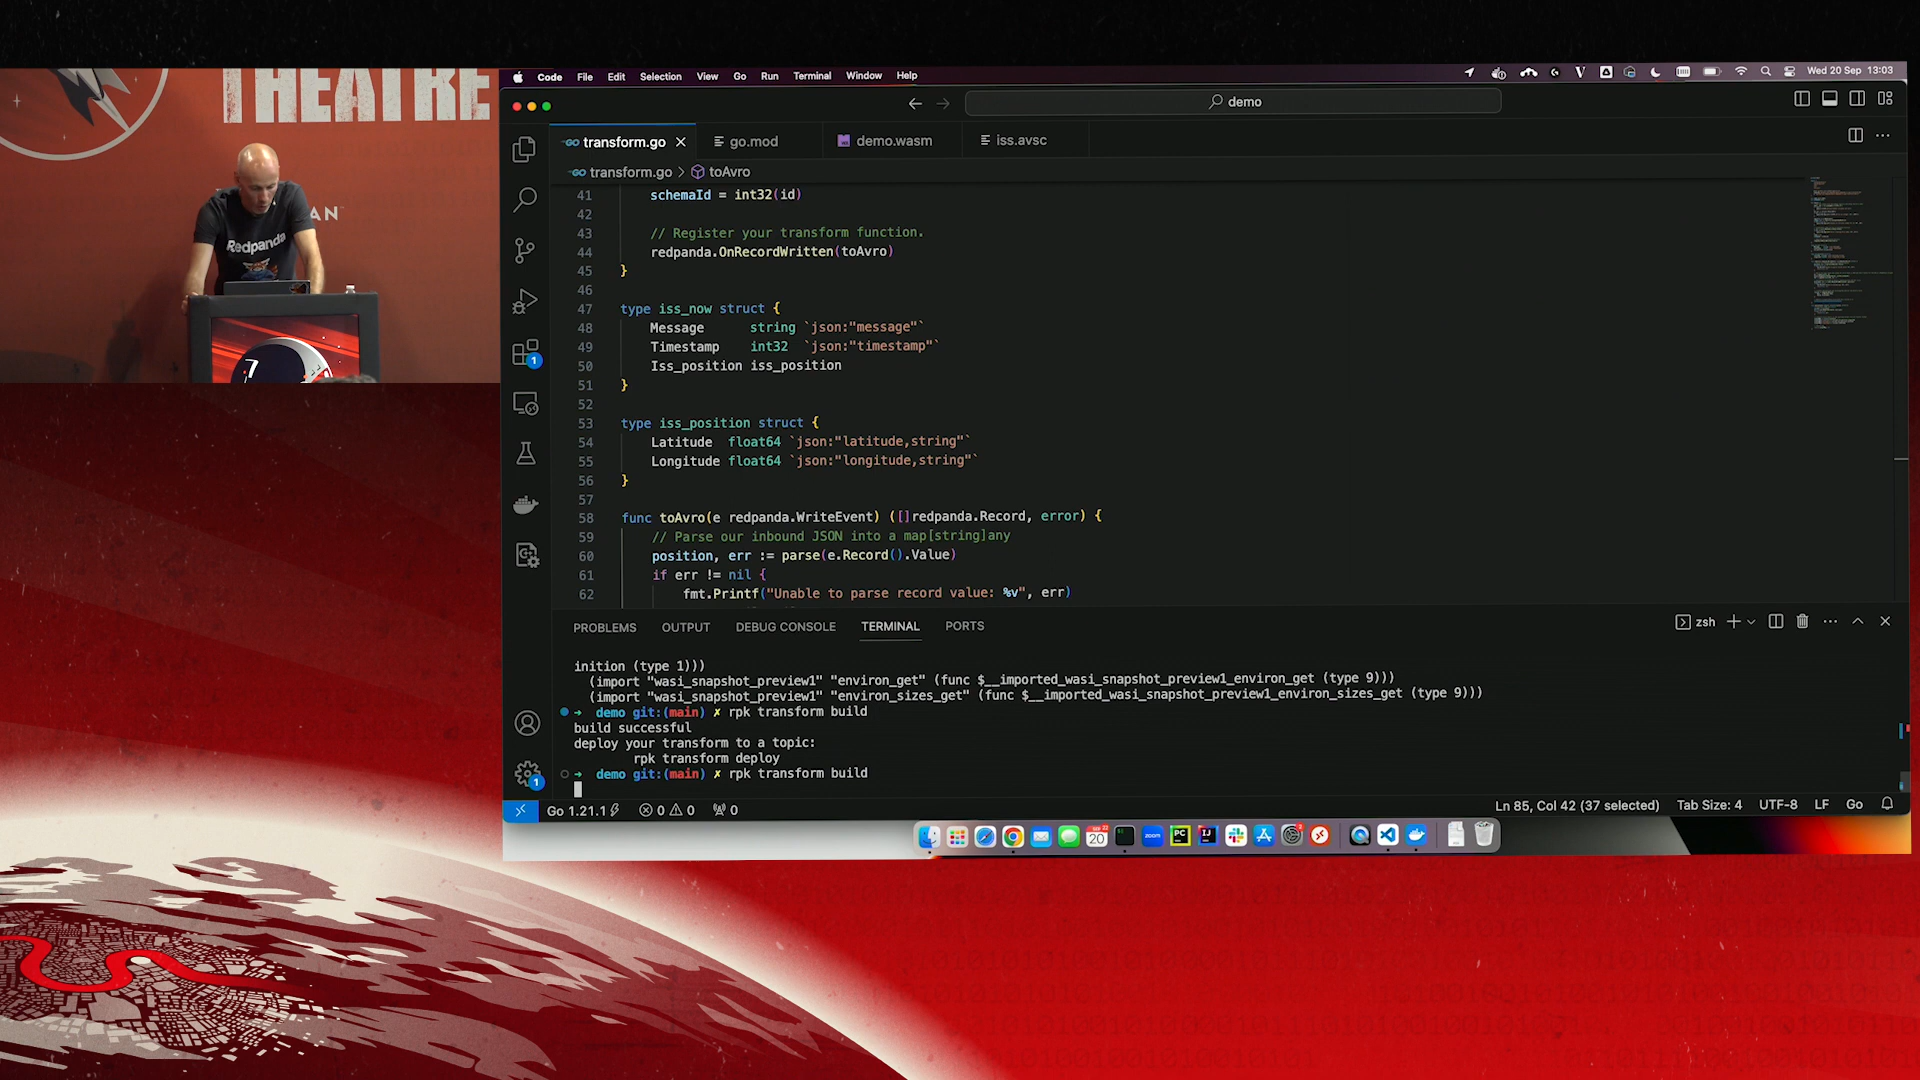 THEATRE
AN
Redpanda
7
Code File Edit Selection View Go Run Terminal Window Help
Wed 20 Sep 13:03
demo
transform.go
go.mod
demo.wasm
iss.avsc
transform.go > toAvro
41 schemaId = int32(id)
42
43 // Register your transform function.
44 redpanda.OnRecordWritten(toAvro)
45 }
46
47 type iss_now struct {
48 Message string `json:"message"`
49 Timestamp int32 `json:"timestamp"`
50 Iss_position iss_position
51 }
52
53 type iss_position struct {
54 Latitude float64 `json:"latitude,string"`
55 Longitude float64 `json:"longitude,string"`
56 }
57
58 func toAvro(e redpanda.WriteEvent) ([]redpanda.Record, error) {
59 // Parse our inbound JSON into a map[string]any
60 position, err := parse(e.Record().Value)
61 if err != nil {
62 fmt.Printf("Unable to parse record value: %v", err)
PROBLEMS OUTPUT DEBUG CONSOLE TERMINAL PORTS
zsh
inition (type 1)))
(import "wasi_snapshot_preview1" "environ_get" (func $__imported_wasi_snapshot_preview1_environ_get (type 9)))
(import "wasi_snapshot_preview1" "environ_sizes_get" (func $__imported_wasi_snapshot_preview1_environ_sizes_get (type 9)))
➜ demo git:(main) ✗ rpk transform build
build successful
deploy your transform to a topic:
rpk transform deploy
➜ demo git:(main) ✗ rpk transform build
Go 1.21.1
0 0 0
Ln 85, Col 42 (37 selected) Tab Size: 4 UTF-8 LF Go